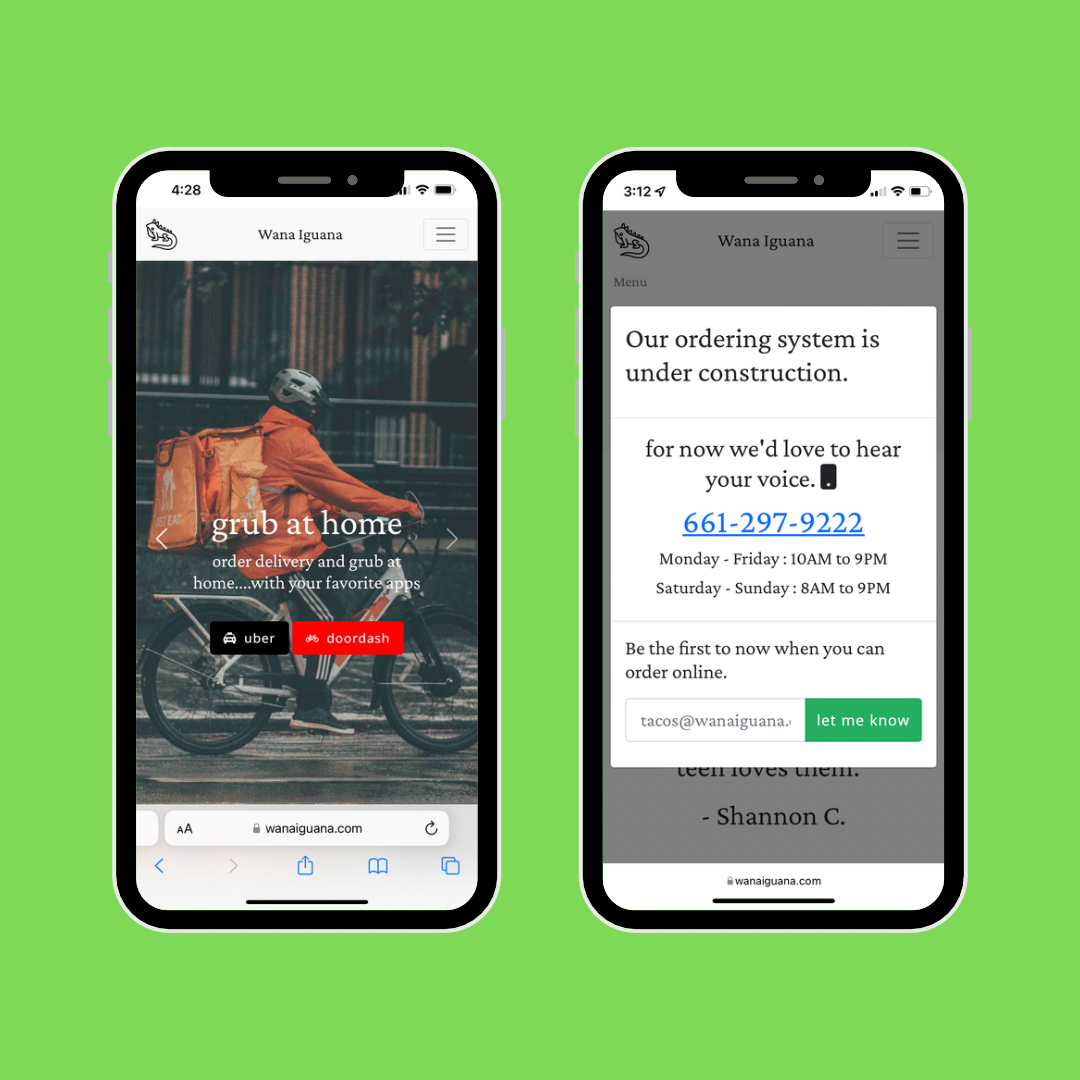 4:28
Wana Iguana
JUST EAT
grub at home
order delivery and grub at
home....with your favorite apps
uber
doordash
AA
wanaiguana.com
3:12
Wana Iguana
Menu
Our ordering system is
under construction.
for now we'd love to hear
your voice.
661-297-9222
Monday - Friday : 10AM to 9PM
Saturday - Sunday : 8AM to 9PM
Be the first to now when you can
order online.
tacos@wanaiguana.
let me know
teen loves them.
- Shannon C.
wanaiguana.com